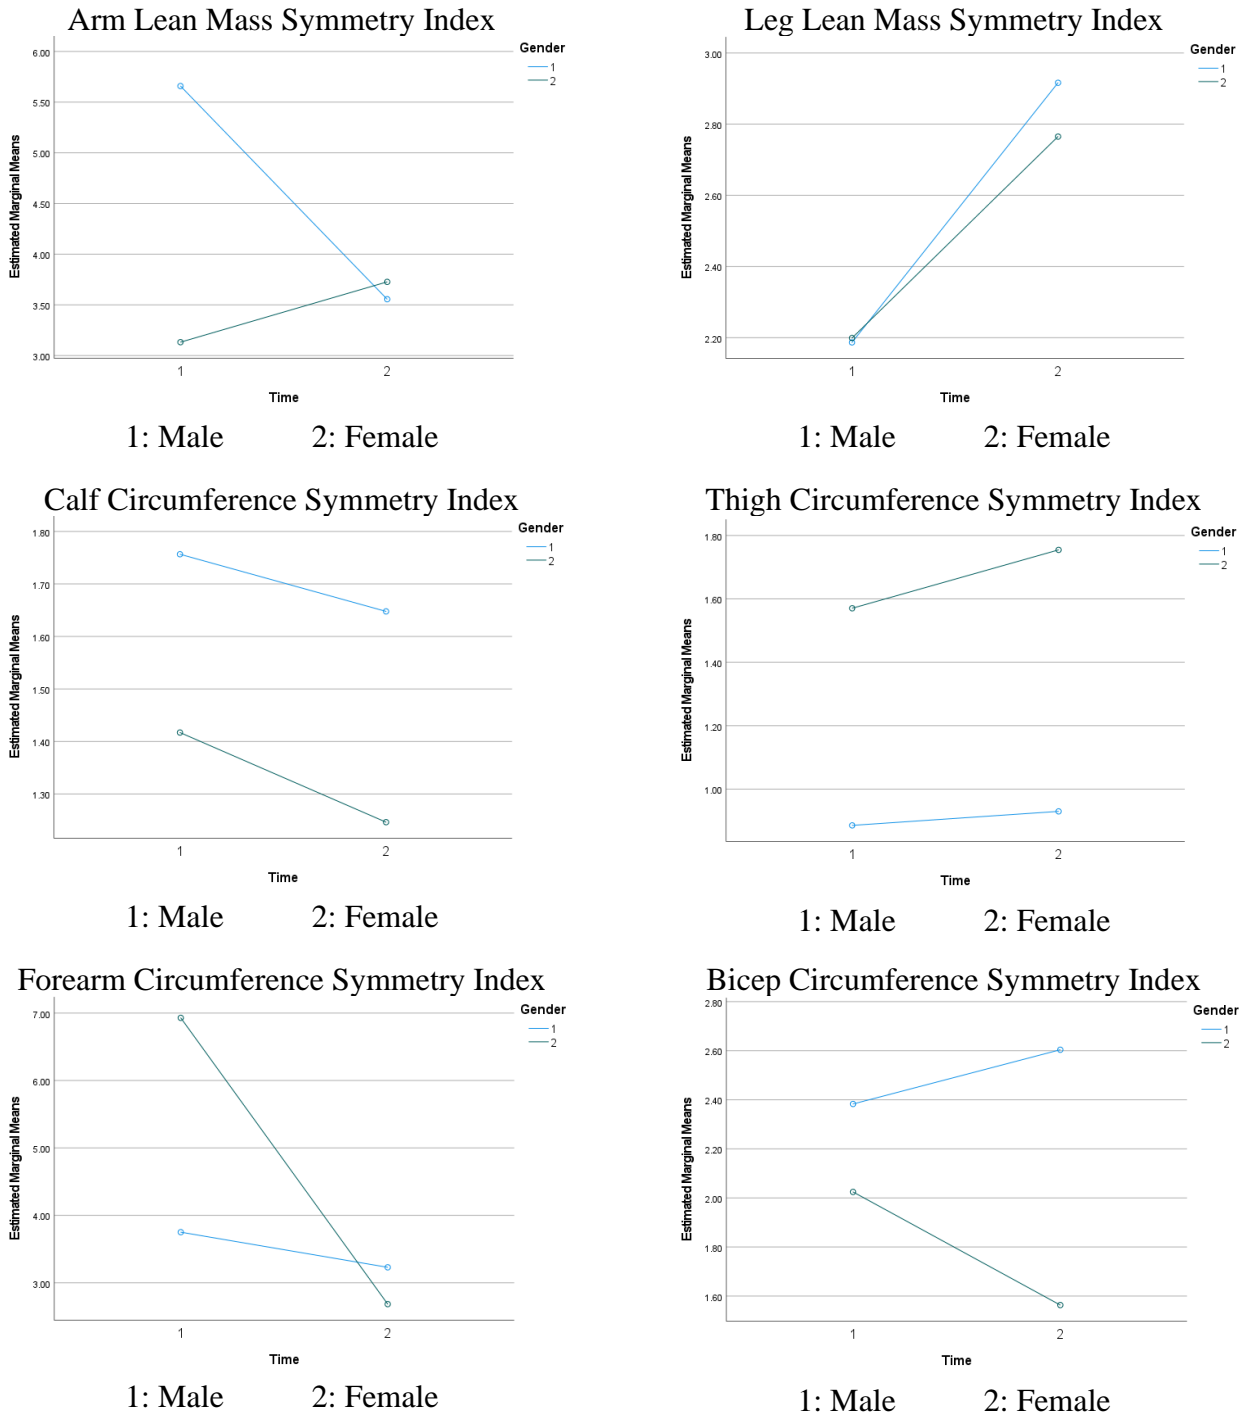 Arm Lean Mass Symmetry Index
Gender
1
2
Estimated Marginal Means
6.00
5.50
5.00
4.50
4.00
3.50
3.00
1 2
Time
1: Male 2: Female
Leg Lean Mass Symmetry Index
Gender
1
2
Estimated Marginal Means
3.00
2.80
2.60
2.40
2.20
1 2
Time
1: Male 2: Female
Calf Circumference Symmetry Index
Gender
1
2
Estimated Marginal Means
1.80
1.70
1.60
1.50
1.40
1.30
1 2
Time
1: Male 2: Female
Thigh Circumference Symmetry Index
Gender
1
2
Estimated Marginal Means
1.80
1.60
1.40
1.20
1.00
1 2
Time
1: Male 2: Female
Forearm Circumference Symmetry Index
Gender
1
2
Estimated Marginal Means
7.00
6.00
5.00
4.00
3.00
1 2
Time
1: Male 2: Female
Bicep Circumference Symmetry Index
Gender
1
2
Estimated Marginal Means
2.80
2.60
2.40
2.20
2.00
1.80
1.60
1 2
Time
1: Male 2: Female